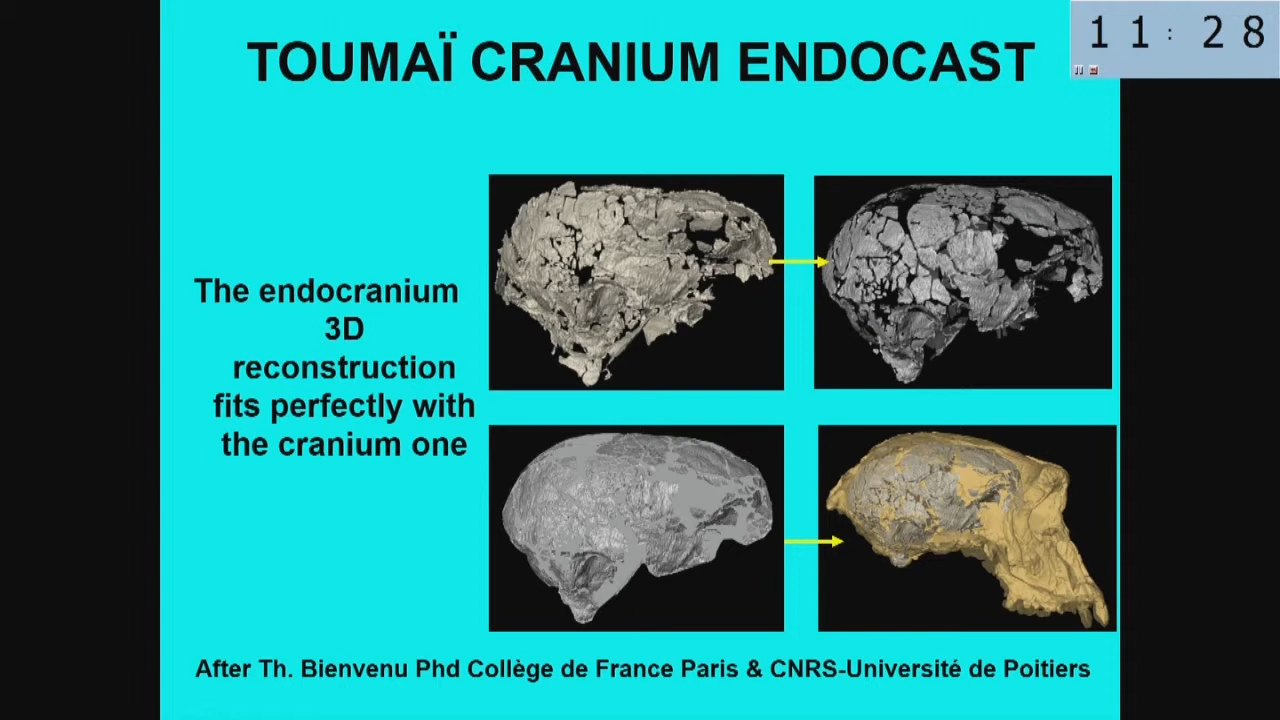 TOUMAÏ CRANIUM ENDOCAST
11:28
The endocranium
3D
reconstruction
fits perfectly with
the cranium one
After Th. Bienvenu Phd Collège de France Paris & CNRS-Université de Poitiers